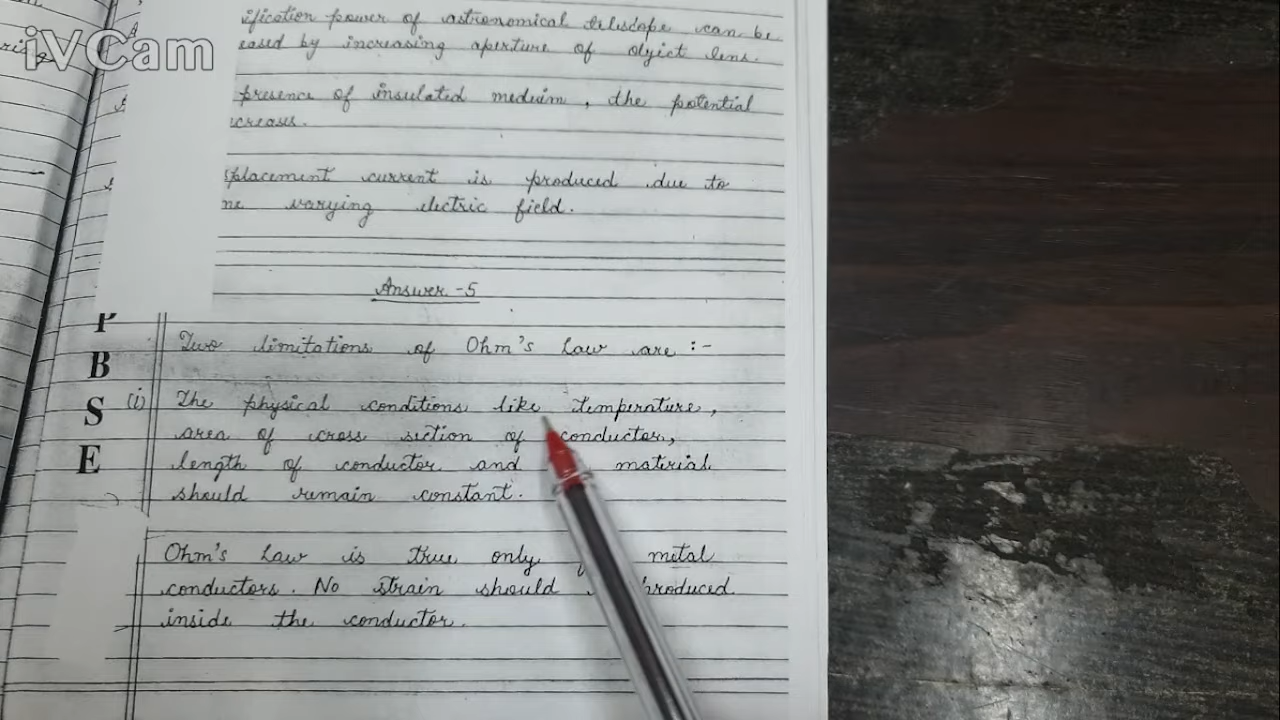 iVCam
ification power of astronomical telescope can be
eased by increasing aperture of object lens.
presence of insulated medium, the potential
creases.
splacement current is produced due to
me varying electric field.
Answer-5
Two limitations of Ohm's Law are :-
(i) The physical conditions like temperature,
area of cross section of conductor,
length of conductor and material
should remain constant.
Ohm's Law is true only metal
conductors. No strain should produced
inside the conductor.
P
B
S
E